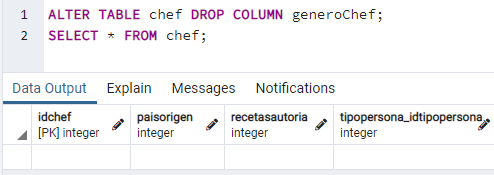 1 ALTER TABLE chef DROP COLUMN generoChef;
2 SELECT * FROM chef;
Data Output Explain Messages Notifications
idchef paisorigen recetasautoria tipopersona_idtipopersona
[PK] integer integer integer integer